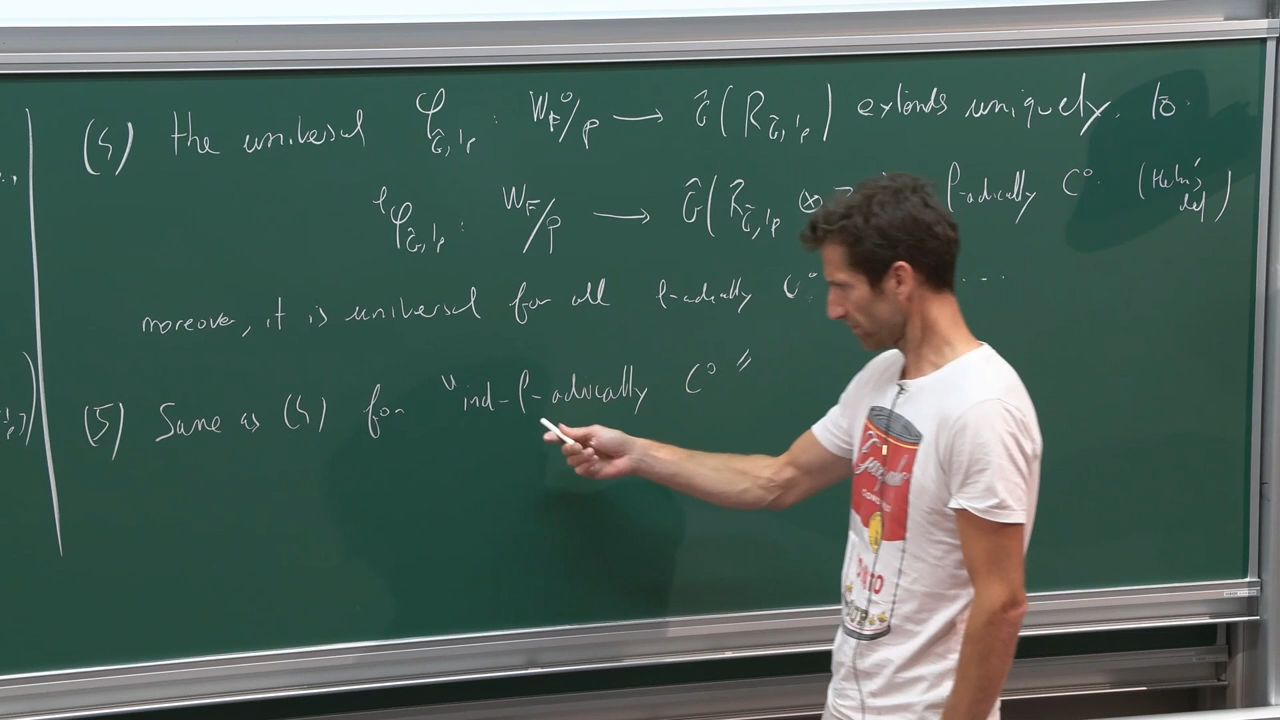 (4) the universal φ_{Ĝ,!p} : W_F^0/P ⟶ Ĝ(R_{Ĝ,!p}) extends uniquely to
^ℓφ_{Ĝ,!p} : W_F/P ⟶ Ĝ(R̂_{Ĝ,!p} ⊗ ℓ-adically C^0. (Helm's def)
moreover, it is universal for all ℓ-adically C^0 ...
(5) Same as (4) for "ind-ℓ-adically C^0"